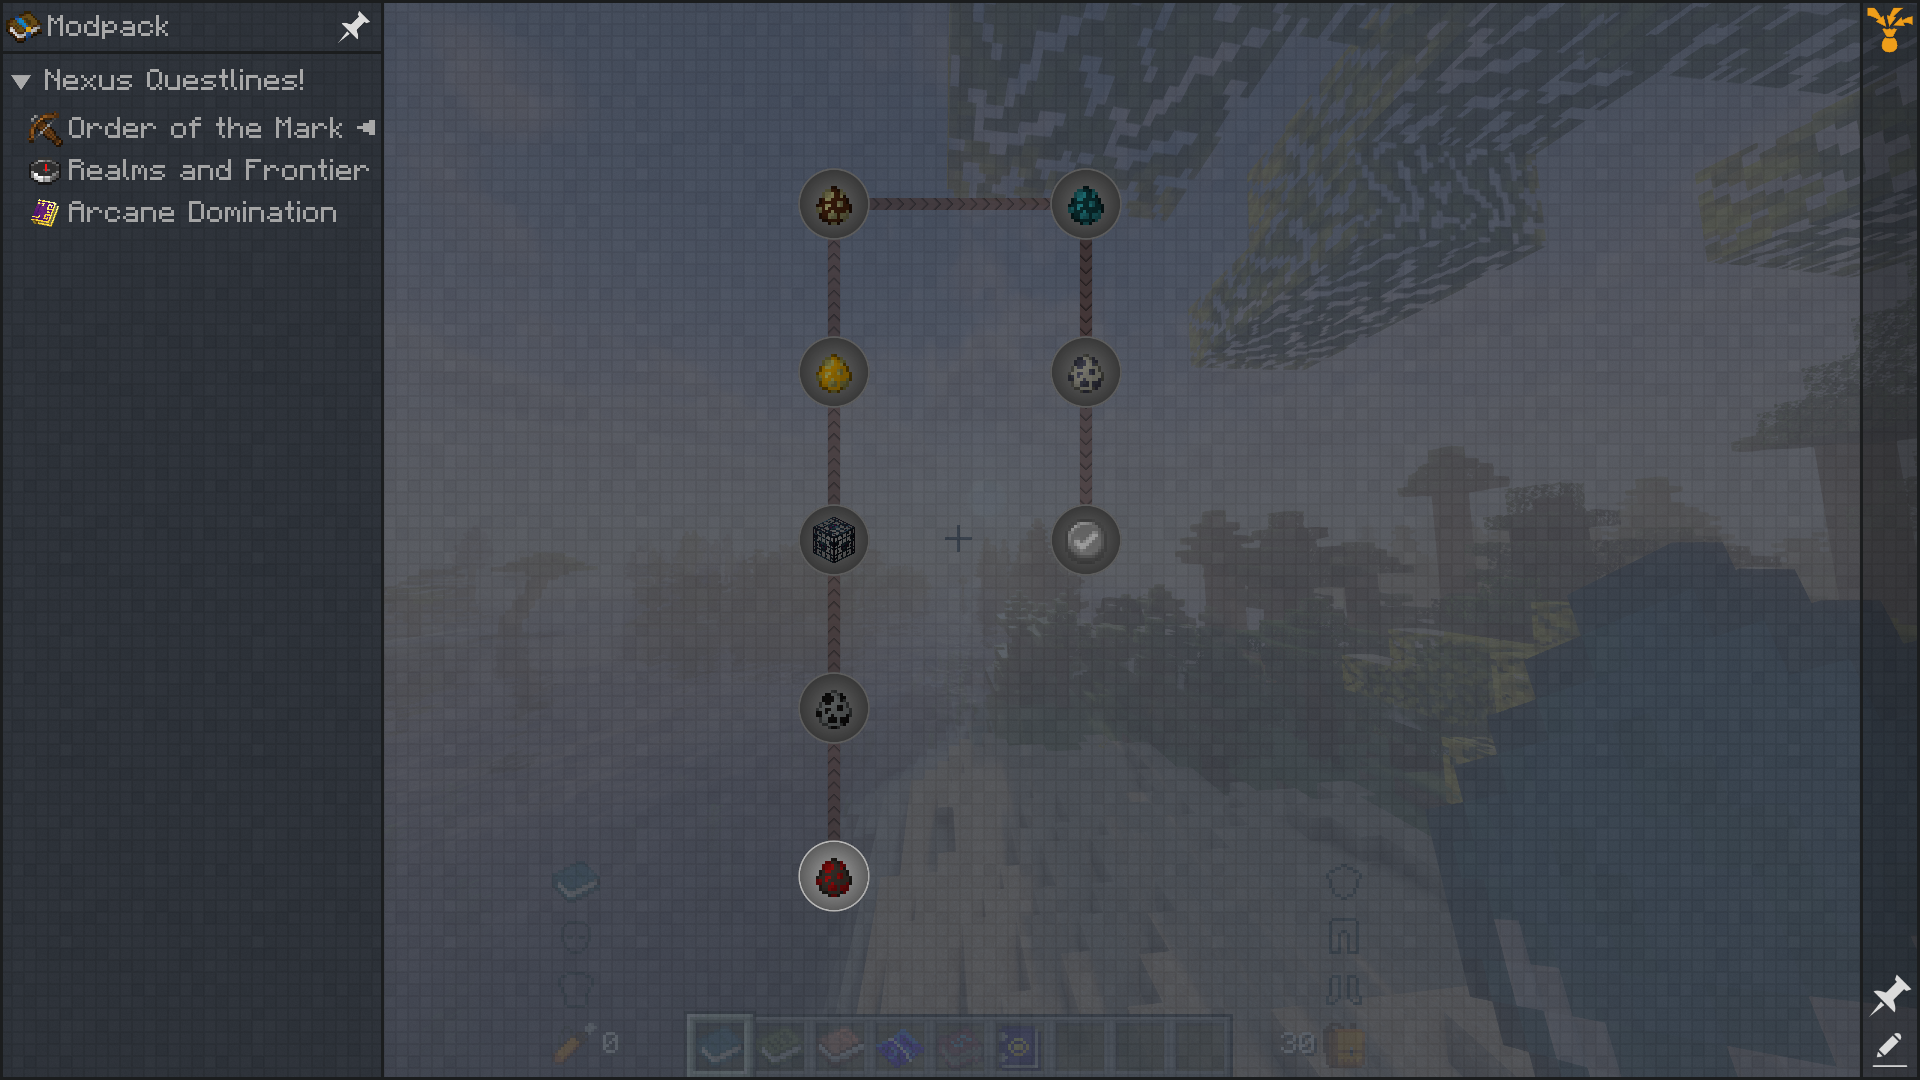 Modpack
Nexus Questlines!
Order of the Mark
Realms and Frontier
Arcane Domination
0
30